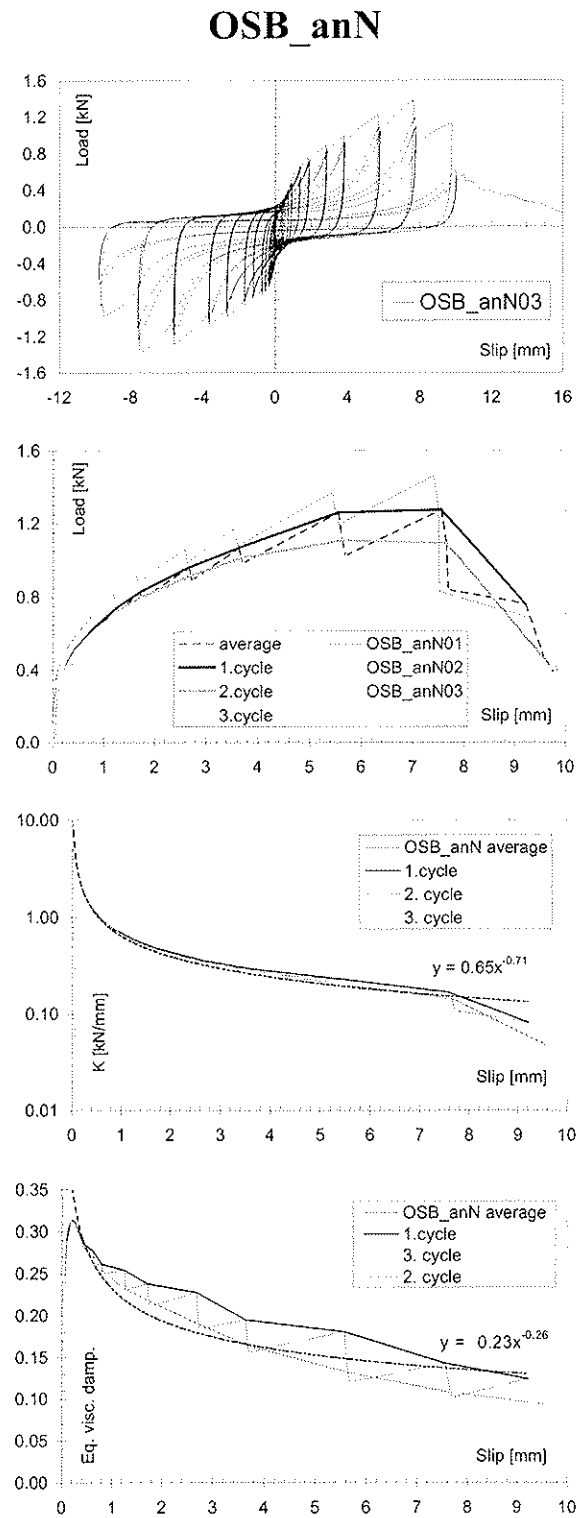 OSB_anN
1.6
1.2
0.8
0.4
0.0
-0.4
-0.8
-1.2
-1.6
Load [kN]
OSB_anN03
Slip [mm]
-12 -8 -4 0 4 8 12 16
1.6
1.2
0.8
0.4
0.0
Load [kN]
average OSB_anN01
1.cycle OSB_anN02
2.cycle OSB_anN03
3.cycle
Slip [mm]
0 1 2 3 4 5 6 7 8 9 10
10.00
1.00
0.10
0.01
K [kN/mm]
OSB_anN average
1.cycle
2. cycle
3. cycle
y = 0.65x^-0.71
Slip [mm]
0 1 2 3 4 5 6 7 8 9 10
0.35
0.30
0.25
0.20
0.15
0.10
0.05
0.00
Eq. visc. damp.
OSB_anN average
1.cycle
3. cycle
2. cycle
y = 0.23x^-0.26
Slip [mm]
0 1 2 3 4 5 6 7 8 9 10